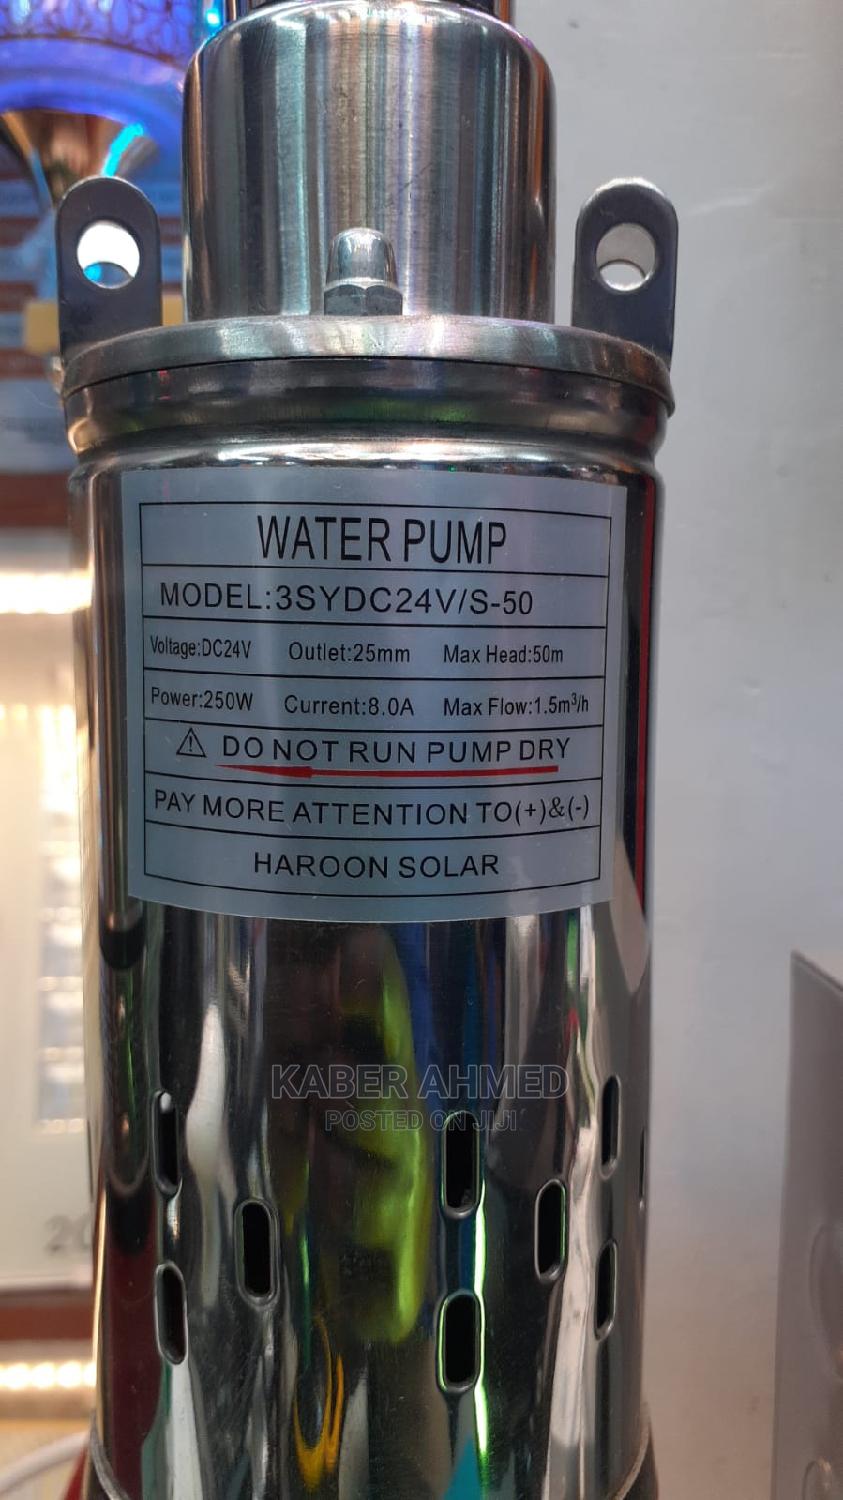 WATER PUMP
MODEL:3SYDC24V/S-50
Voltage:DC24V Outlet:25mm Max Head:50m
Power:250W Current:8.0A Max Flow:1.5m³/h
⚠ DO NOT RUN PUMP DRY
PAY MORE ATTENTION TO(+)&(-)
HAROON SOLAR
KABER AHMED
POSTED ON JIJI
20